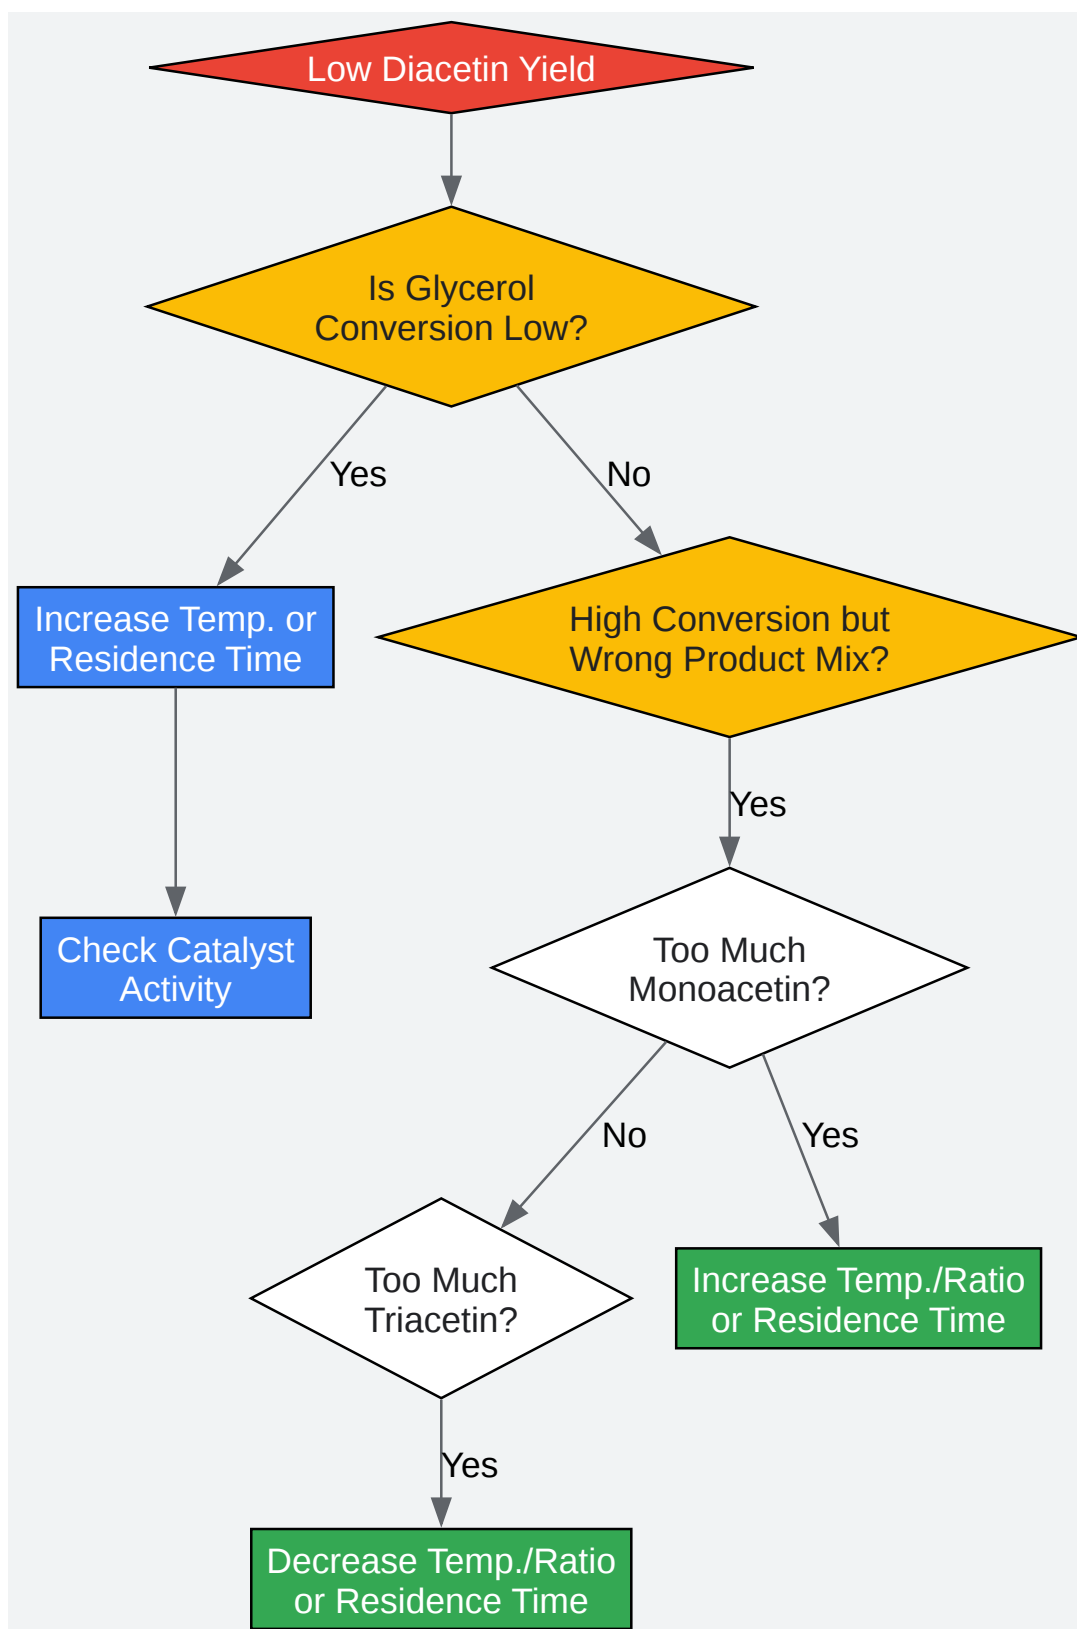 Low Diacetin Yield
Is Glycerol
Conversion Low?
Yes
No
Increase Temp. or
Residence Time
High Conversion but
Wrong Product Mix?
Yes
Check Catalyst
Activity
Too Much
Monoacetin?
No
Yes
Too Much
Triacetin?
Increase Temp./Ratio
or Residence Time
Yes
Decrease Temp./Ratio
or Residence Time